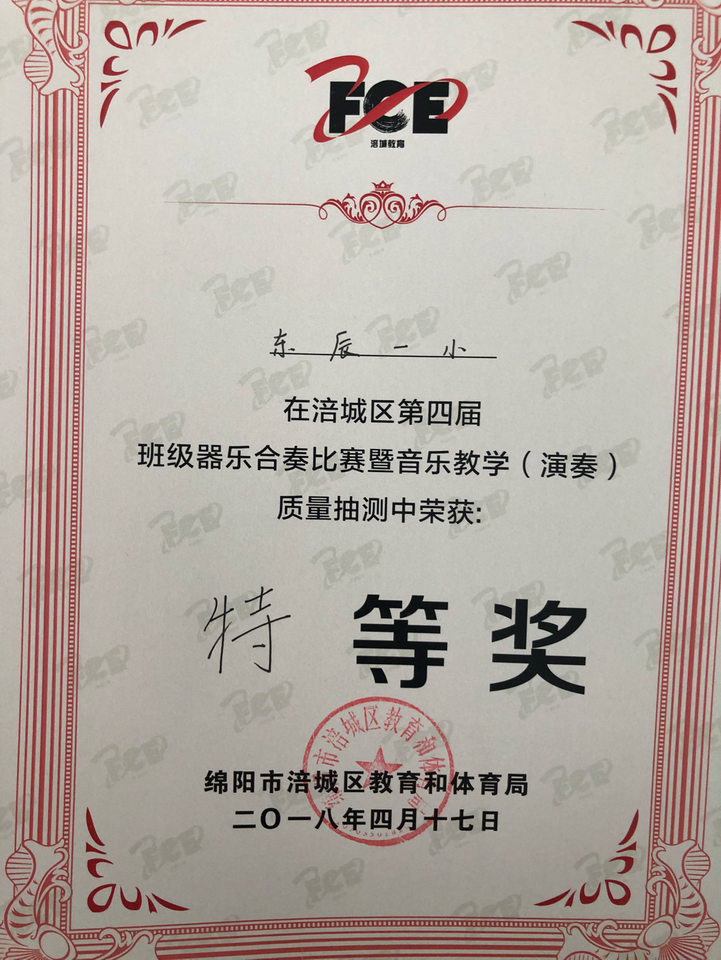 FCE
涪城教育
东辰一小
在涪城区第四届
班级器乐合奏比赛暨音乐教学（演奏）
质量抽测中荣获:
特等奖
绵阳市涪城区教育和体育局
二〇一八年四月十七日